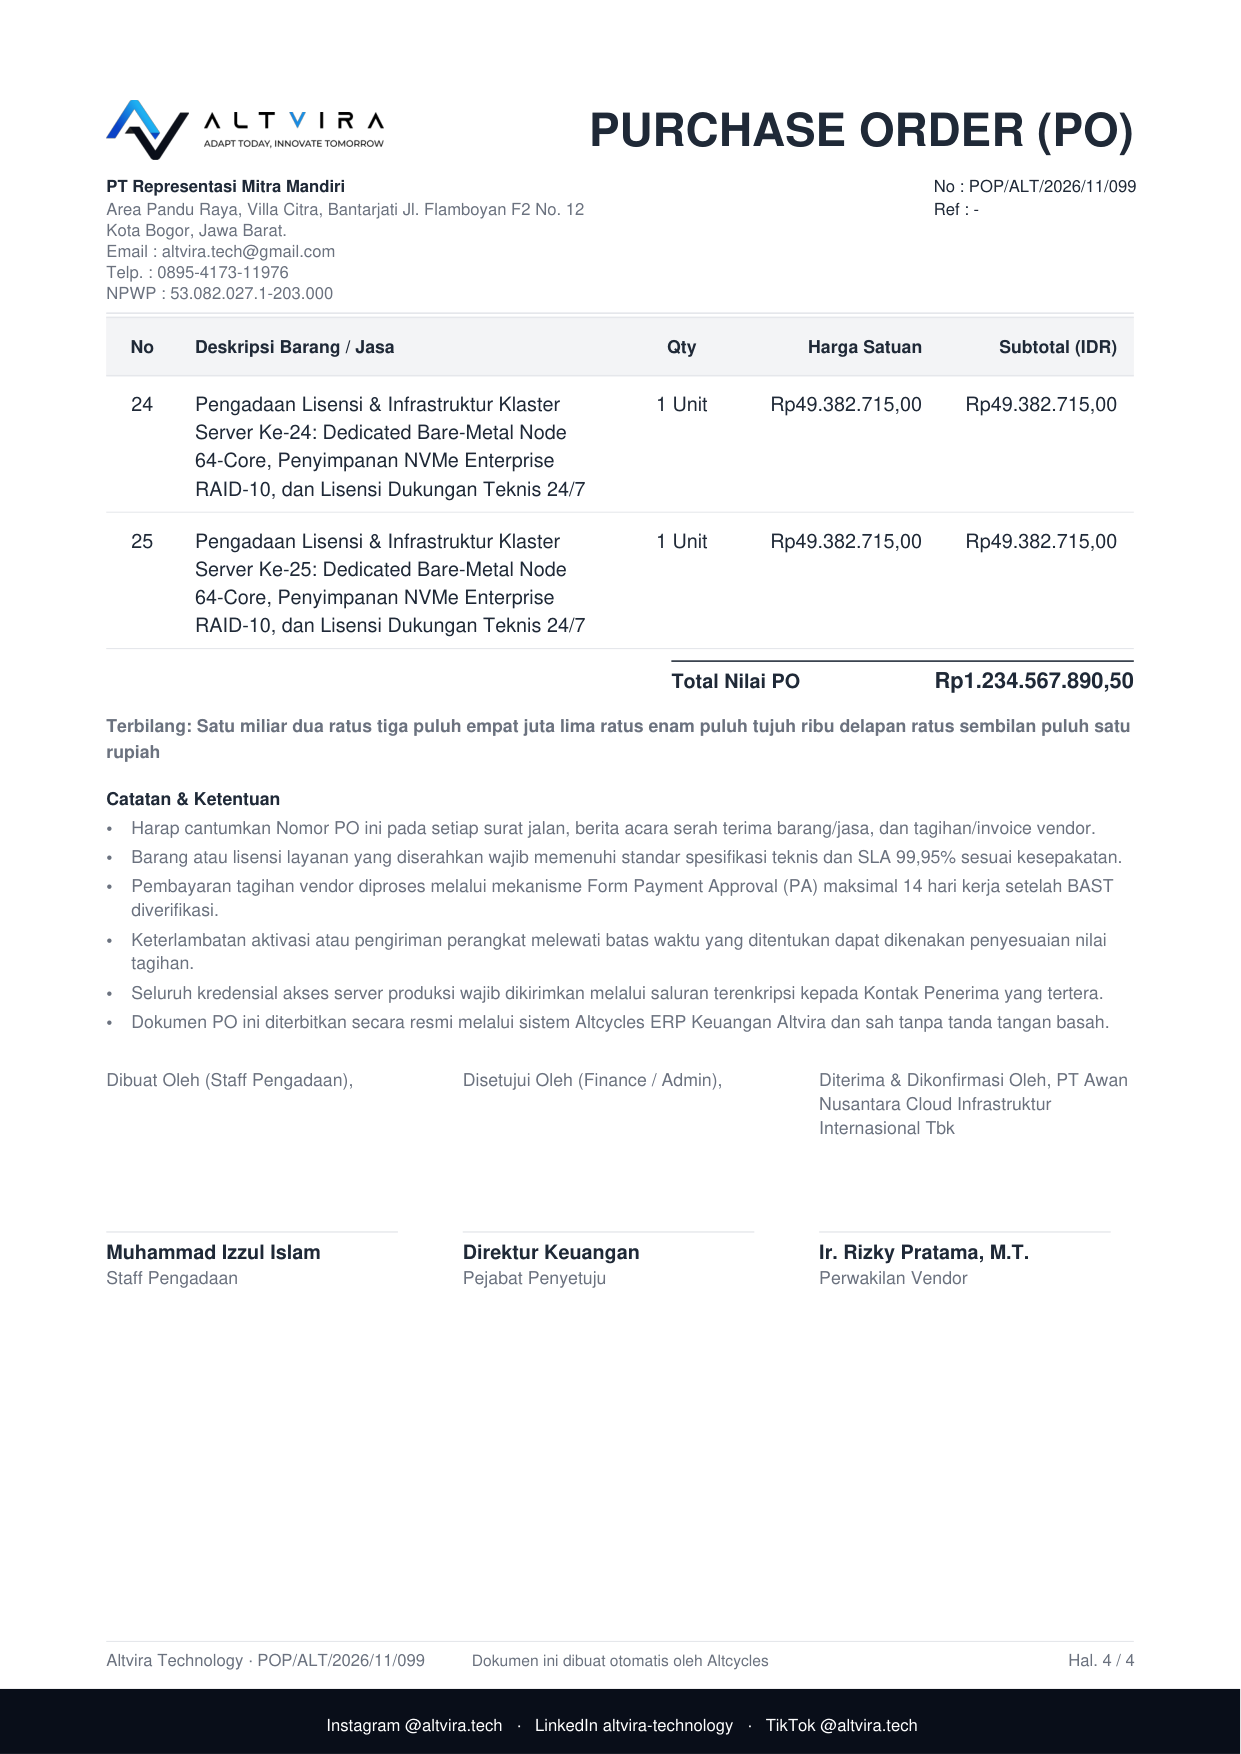 ALTVIRA
ADAPT TODAY, INNOVATE TOMORROW
PURCHASE ORDER (PO)
PT Representasi Mitra Mandiri
Area Pandu Raya, Villa Citra, Bantarjati Jl. Flamboyan F2 No. 12
Kota Bogor, Jawa Barat.
Email : altvira.tech@gmail.com
Telp. : 0895-4173-11976
NPWP : 53.082.027.1-203.000
No : POP/ALT/2026/11/099
Ref : -
No Deskripsi Barang / Jasa Qty Harga Satuan Subtotal (IDR)
24 Pengadaan Lisensi & Infrastruktur Klaster 1 Unit Rp49.382.715,00 Rp49.382.715,00
Server Ke-24: Dedicated Bare-Metal Node
64-Core, Penyimpanan NVMe Enterprise
RAID-10, dan Lisensi Dukungan Teknis 24/7
25 Pengadaan Lisensi & Infrastruktur Klaster 1 Unit Rp49.382.715,00 Rp49.382.715,00
Server Ke-25: Dedicated Bare-Metal Node
64-Core, Penyimpanan NVMe Enterprise
RAID-10, dan Lisensi Dukungan Teknis 24/7
Total Nilai PO Rp1.234.567.890,50
Terbilang: Satu miliar dua ratus tiga puluh empat juta lima ratus enam puluh tujuh ribu delapan ratus sembilan puluh satu
rupiah
Catatan & Ketentuan
• Harap cantumkan Nomor PO ini pada setiap surat jalan, berita acara serah terima barang/jasa, dan tagihan/invoice vendor.
• Barang atau lisensi layanan yang diserahkan wajib memenuhi standar spesifikasi teknis dan SLA 99,95% sesuai kesepakatan.
• Pembayaran tagihan vendor diproses melalui mekanisme Form Payment Approval (PA) maksimal 14 hari kerja setelah BAST
diverifikasi.
• Keterlambatan aktivasi atau pengiriman perangkat melewati batas waktu yang ditentukan dapat dikenakan penyesuaian nilai
tagihan.
• Seluruh kredensial akses server produksi wajib dikirimkan melalui saluran terenkripsi kepada Kontak Penerima yang tertera.
• Dokumen PO ini diterbitkan secara resmi melalui sistem Altcycles ERP Keuangan Altvira dan sah tanpa tanda tangan basah.
Dibuat Oleh (Staff Pengadaan),
Muhammad Izzul Islam
Staff Pengadaan
Disetujui Oleh (Finance / Admin),
Direktur Keuangan
Pejabat Penyetuju
Diterima & Dikonfirmasi Oleh, PT Awan
Nusantara Cloud Infrastruktur
Internasional Tbk
Ir. Rizky Pratama, M.T.
Perwakilan Vendor
Altvira Technology · POP/ALT/2026/11/099 Dokumen ini dibuat otomatis oleh Altcycles Hal. 4 / 4
Instagram @altvira.tech · LinkedIn altvira-technology · TikTok @altvira.tech